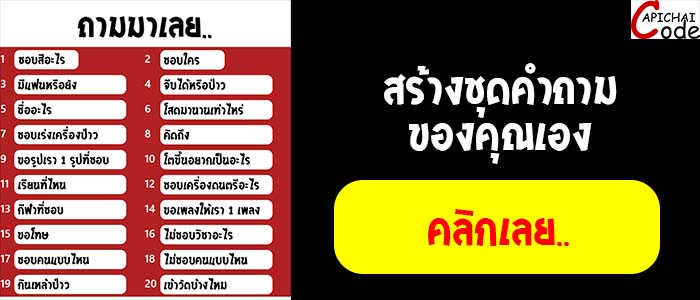 ถามมาเลย..
1 ชอบสีอะไร
2 ชอบใคร
3 มีแฟนหรือยัง
4 จีบได้หรือป่าว
5 ชื่ออะไร
6 โสดมานานเท่าไหร่
7 ชอบเร่งเครื่องป่าว
8 คิดถึง
9 ขอรูปเรา 1 รูปที่ชอบ
10 โตขึ้นอยากเป็นอะไร
11 เรียนที่ไหน
12 ชอบเครื่องดนตรีอะไร
13 กีฬาที่ชอบ
14 ขอเพลงให้เรา 1 เพลง
15 ขอโทษ
16 ไม่ชอบวิชาอะไร
17 ชอบคนแบบไหน
18 ไม่ชอบคนแบบไหน
19 กินเหล้าป่าว
20 เข้าวัดบ้างไหม
APICHAI
Code
สร้างชุดคำถาม
ของคุณเอง
คลิกเลย..